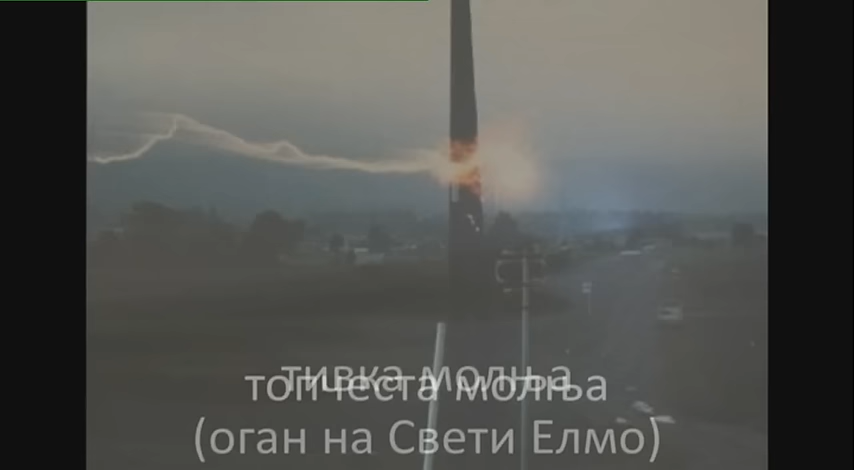 тивка молња
топчеста молња
(оган на Свети Елмо)